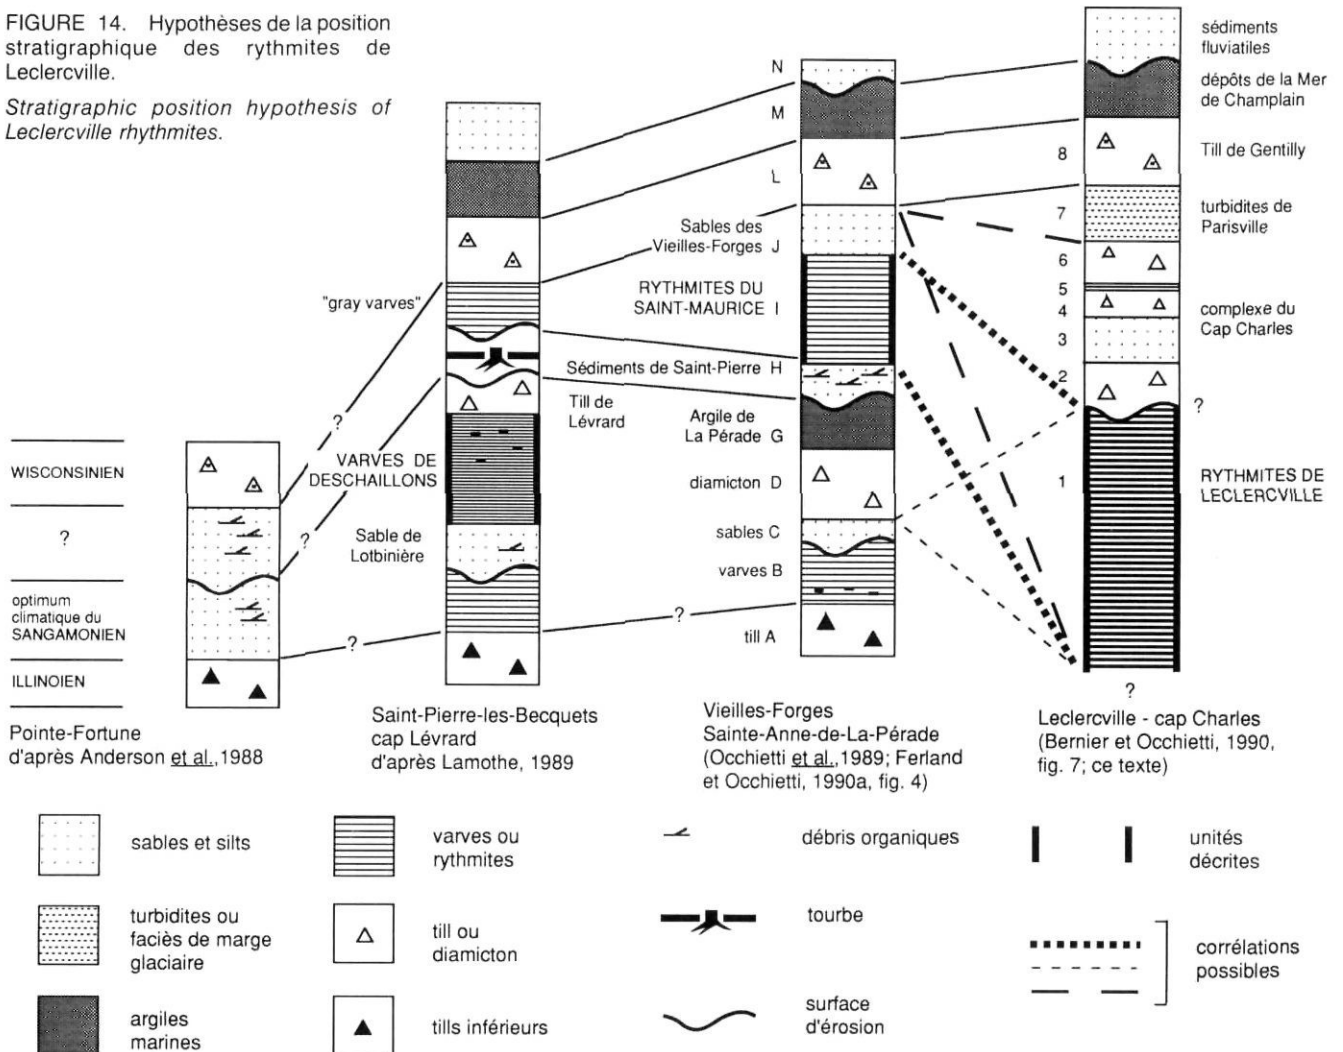 FIGURE 14. Hypothèses de la position
stratigraphique des rythmites de
Leclercville.
Stratigraphic position hypothesis of
Leclercville rhythmites.
WISCONSINIEN
?
optimum
climatique du
SANGAMONIEN
ILLINOIEN
Pointe-Fortune
d'après Anderson et al.,1988
?
?
?
"gray varves"
VARVES DE
DESCHAILLONS
Sable de
Lotbinière
Till de
Lévrard
Saint-Pierre-les-Becquets
cap Lévrard
d'après Lamothe, 1989
?
N
M
L
Sables des
Vieilles-Forges J
RYTHMITES DU
SAINT-MAURICE I
Sédiments de Saint-Pierre H
Argile de
La Pérade G
diamicton D
sables C
varves B
till A
Vieilles-Forges
Sainte-Anne-de-La-Pérade
(Occhietti et al.,1989; Ferland
et Occhietti, 1990a, fig. 4)
8
7
6
5
4
3
2
1
sédiments
fluviatiles
dépôts de la Mer
de Champlain
Till de Gentilly
turbidites de
Parisville
complexe du
Cap Charles
?
RYTHMITES DE
LECLERCVILLE
?
Leclercville - cap Charles
(Bernier et Occhietti, 1990,
fig. 7; ce texte)
sables et silts
turbidites ou
faciès de marge
glaciaire
argiles
marines
varves ou
rythmites
till ou
diamicton
tills inférieurs
débris organiques
tourbe
surface
d'érosion
unités
décrites
corrélations
possibles